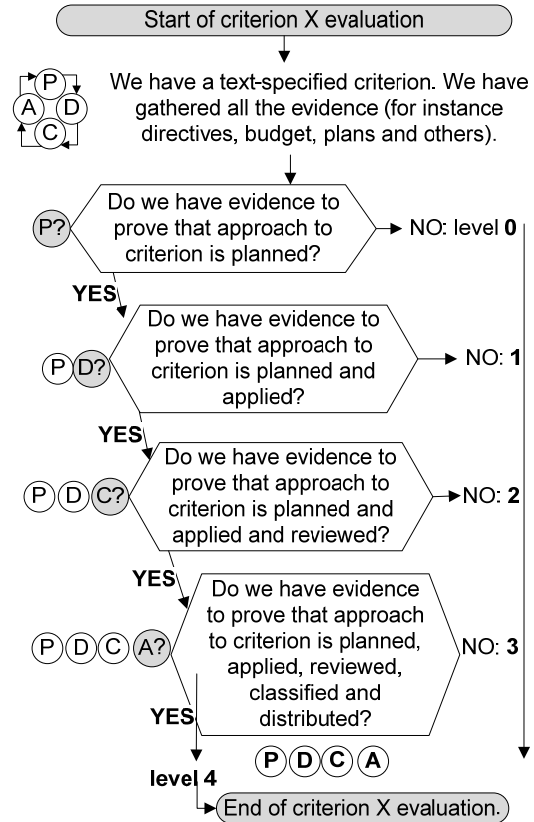 Start of criterion X evaluation
P
A D
C
We have a text-specified criterion. We have
gathered all the evidence (for instance
directives, budget, plans and others).
P?
Do we have evidence to
prove that approach to
criterion is planned?
NO: level 0
YES
P D?
Do we have evidence to
prove that approach to
criterion is planned and
applied?
NO: 1
YES
P D C?
Do we have evidence to
prove that approach to
criterion is planned and
applied and reviewed?
NO: 2
YES
P D C A?
Do we have evidence
to prove that approach
to criterion is planned,
applied, reviewed,
classified and
distributed?
NO: 3
YES
P D C A
level 4
End of criterion X evaluation.